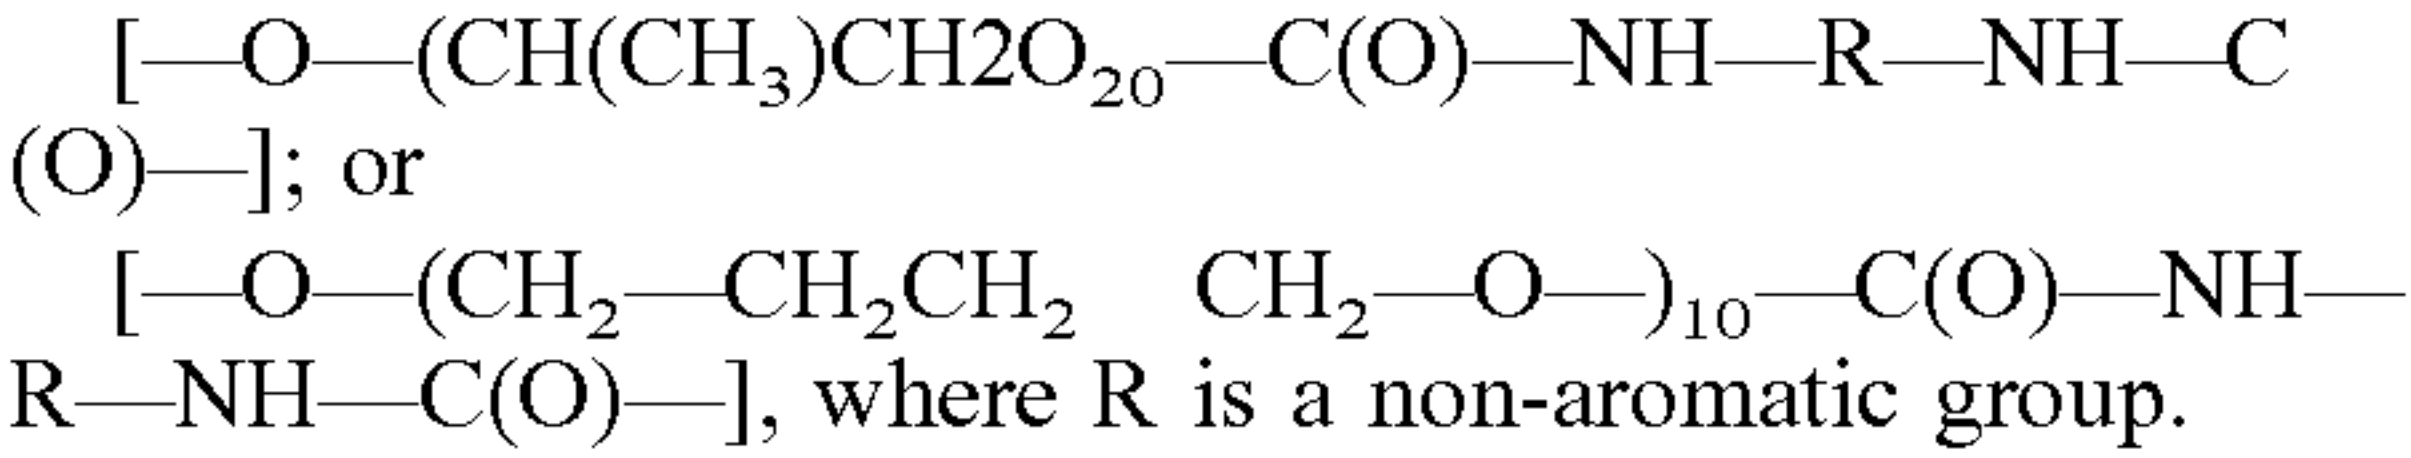 [—O—(CH(CH₃)CH2O₂₀—C(O)—NH—R—NH—C
(O)—]; or
[—O—(CH₂—CH₂CH₂ CH₂—O—)₁₀—C(O)—NH—
R—NH—C(O)—], where R is a non-aromatic group.